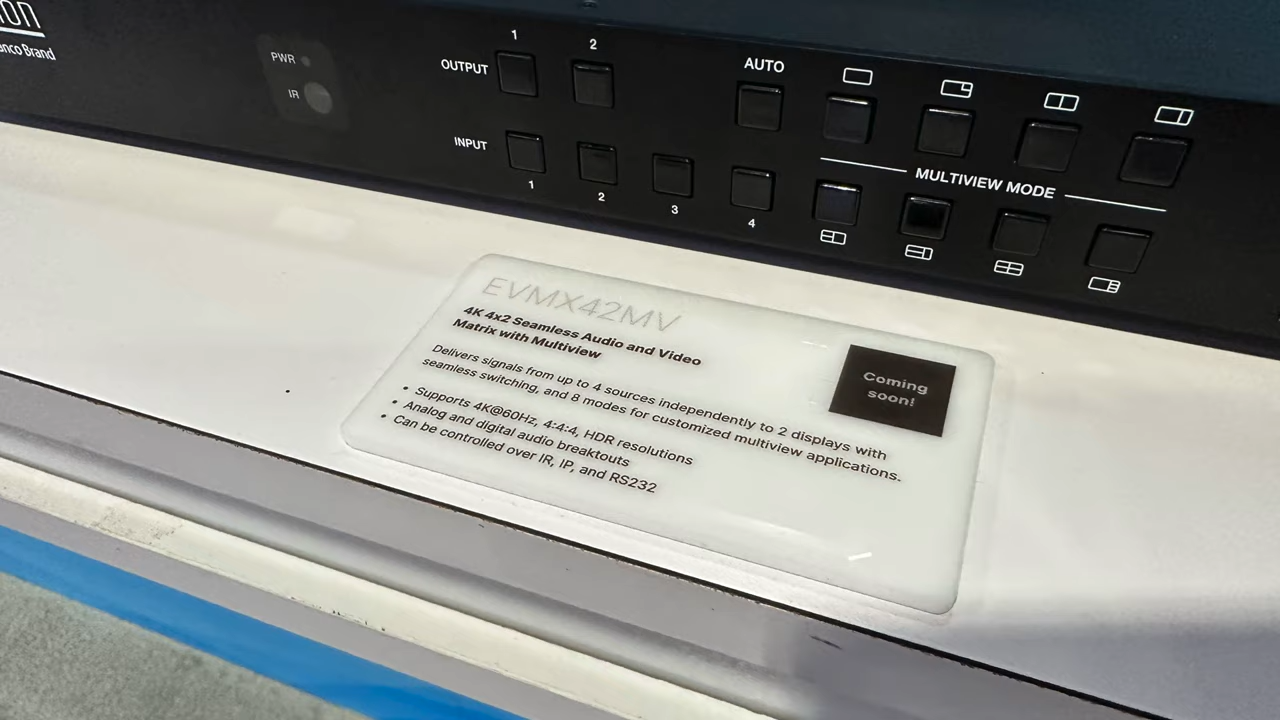 PWR
IR
OUTPUT 1 2
INPUT
1 2 3 4
AUTO
MULTIVIEW MODE
Brand
EVMX42MV
4K 4x2 Seamless Audio and Video
Matrix with Multiview
Delivers signals from up to 4 sources independently to 2 displays with
seamless switching, and 8 modes for customized multiview applications.
• Supports 4K@60Hz, 4:4:4, HDR resolutions
• Analog and digital audio breakouts
• Can be controlled over IR, IP, and RS232
Coming
soon!